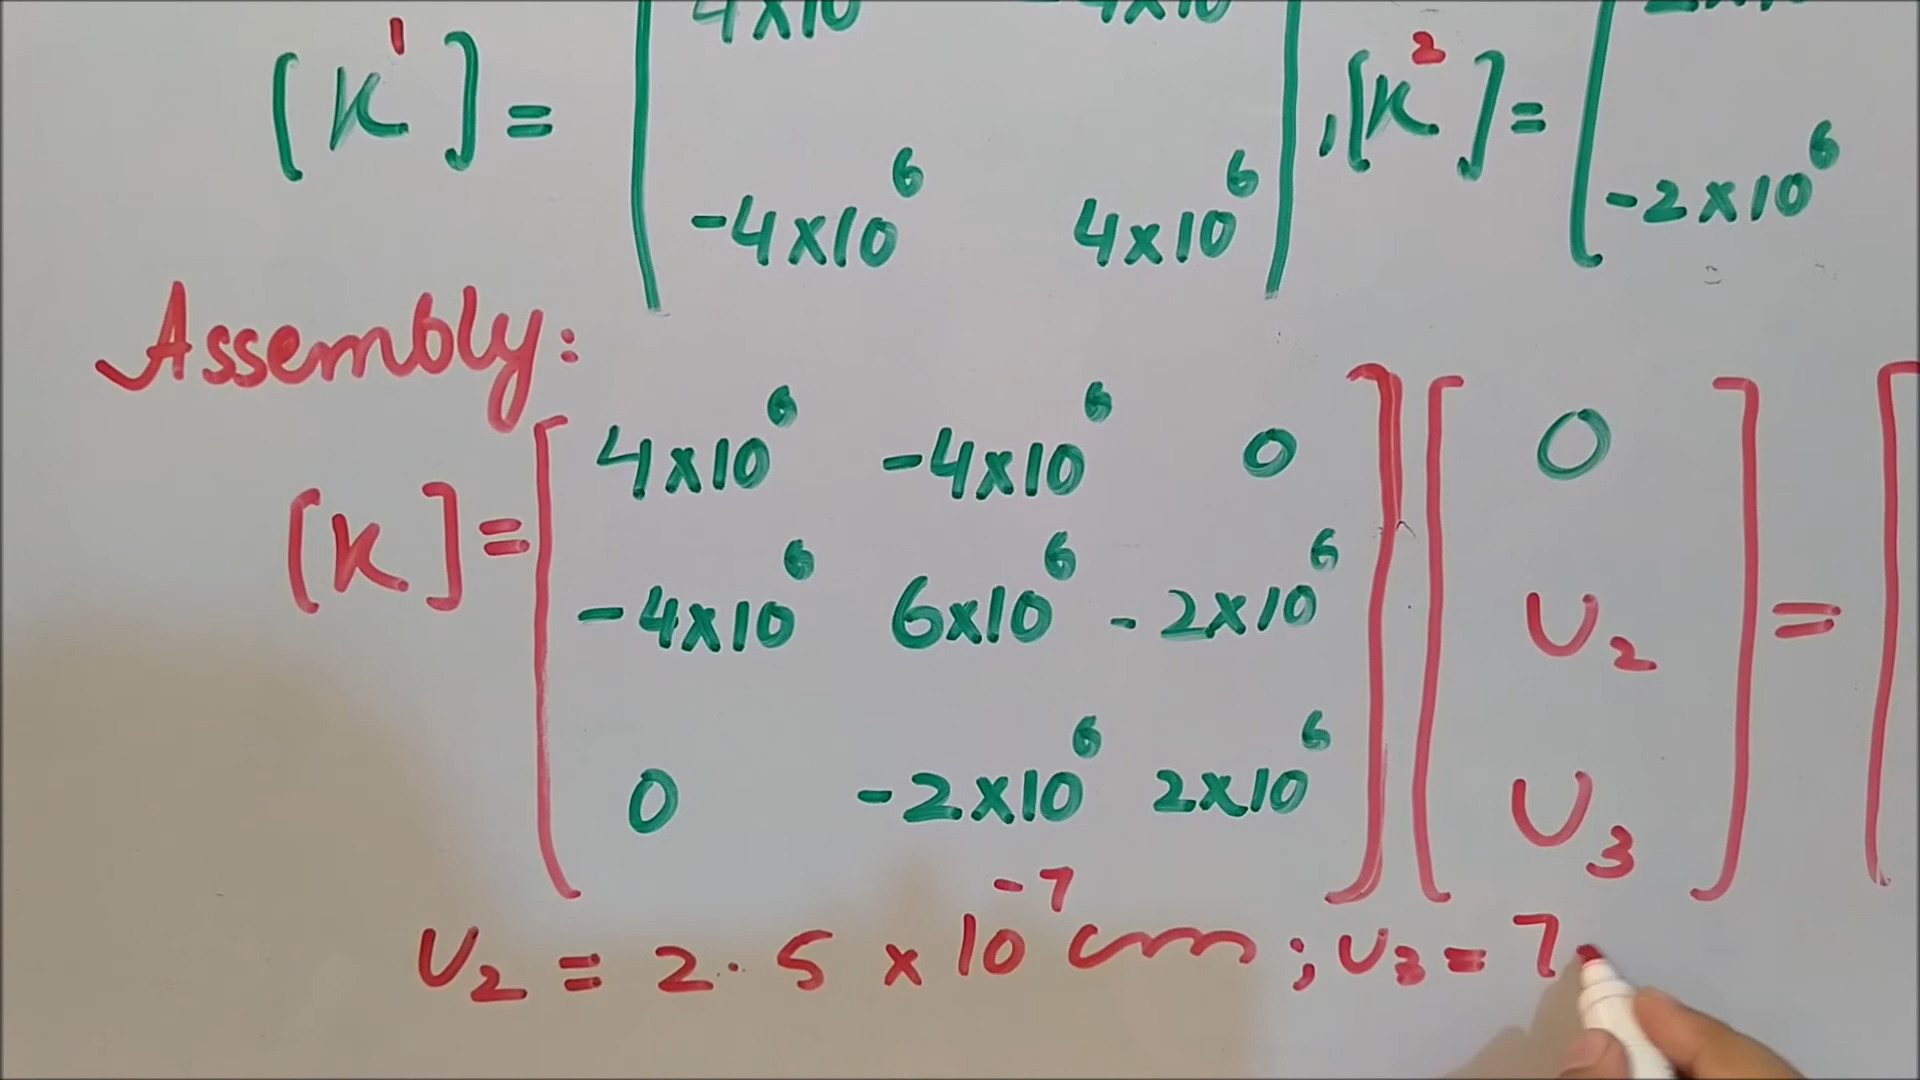 4x10 -4x10
[K¹] = , [K²] =
-4x10⁶ 4x10⁶ -2x10⁶
Assembly:
4x10⁶ -4x10⁶ 0 0
[K] = -4x10⁶ 6x10⁶ -2x10⁶ U₂ =
0 -2x10⁶ 2x10⁶ U₃
U₂ = 2.5 x 10⁻⁷ cm ; U₃ = 7.